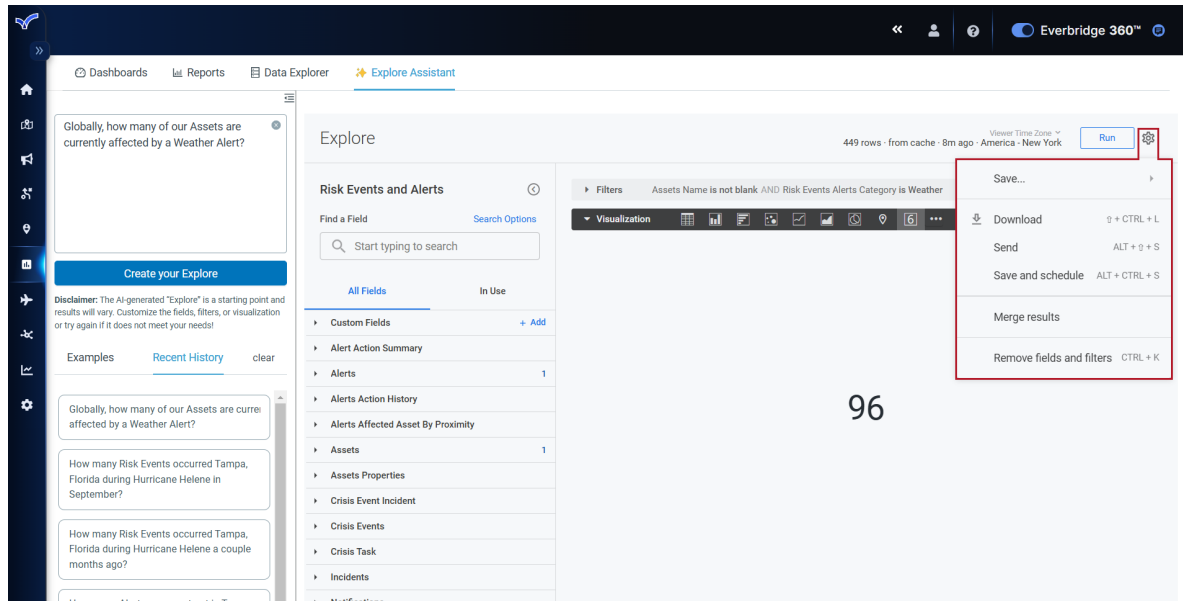 Everbridge 360™
Dashboards
Reports
Data Explorer
Explore Assistant
Globally, how many of our Assets are
currently affected by a Weather Alert?
Create your Explore
Disclaimer: The AI-generated "Explore" is a starting point and
results will vary. Customize the fields, filters, or visualization
or try again if it does not meet your needs!
Examples
Recent History
clear
Globally, how many of our Assets are curre
affected by a Weather Alert?
How many Risk Events occurred Tampa,
Florida during Hurricane Helene in
September?
How many Risk Events occurred Tampa,
Florida during Hurricane Helene a couple
months ago?
Explore
449 rows · from cache · 8m ago ·
Viewer Time Zone
America - New York
Run
Risk Events and Alerts
Find a Field
Search Options
Start typing to search
All Fields
In Use
Custom Fields
+ Add
Alert Action Summary
Alerts
1
Alerts Action History
Alerts Affected Asset By Proximity
Assets
1
Assets Properties
Crisis Event Incident
Crisis Events
Crisis Task
Incidents
Filters
Assets Name is not blank AND Risk Events Alerts Category is Weather
Visualization
6
96
Save...
Download
⇧ + CTRL + L
Send
ALT + ⇧ + S
Save and schedule
ALT + CTRL + S
Merge results
Remove fields and filters
CTRL + K